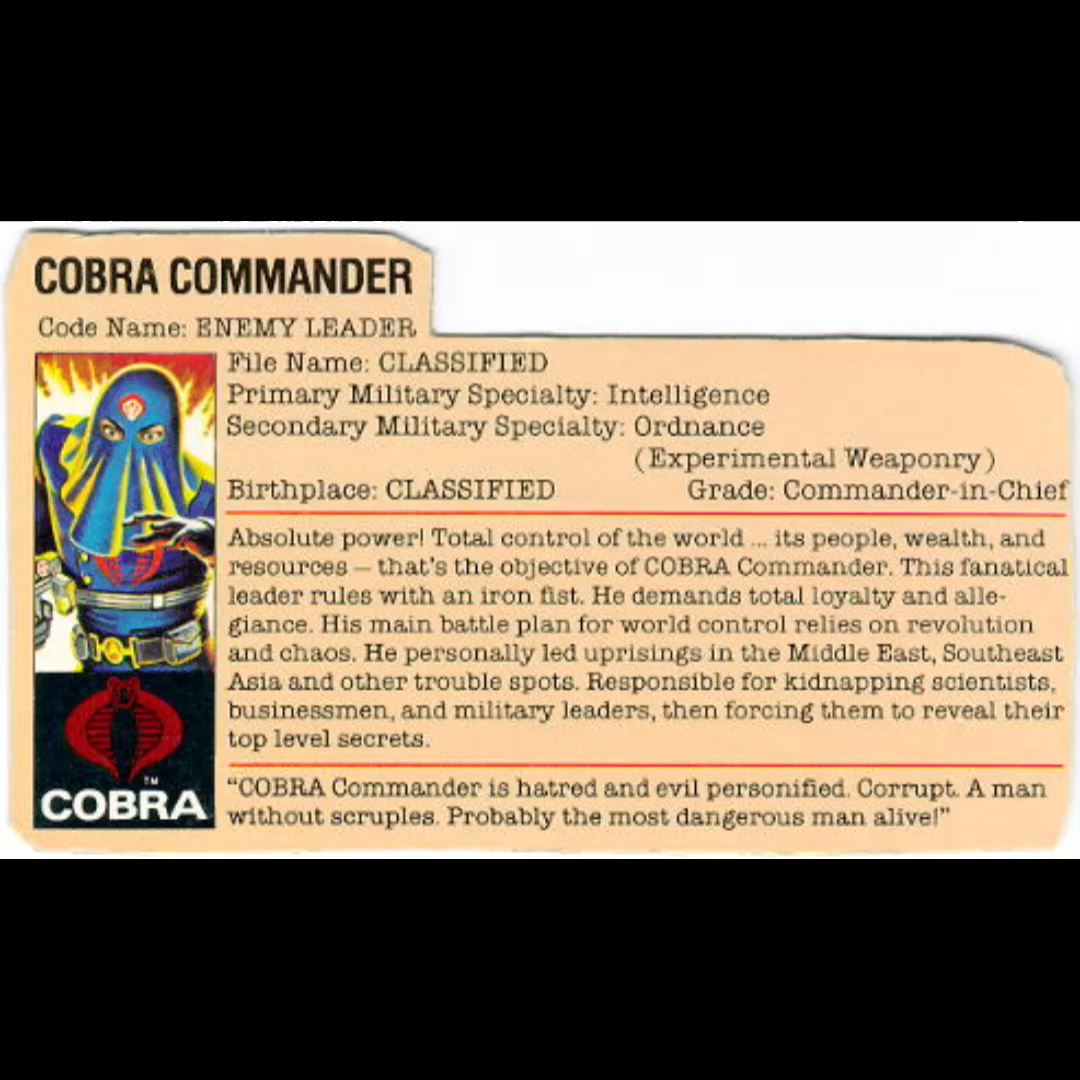 COBRA COMMANDER
Code Name: ENEMY LEADER
File Name: CLASSIFIED
Primary Military Specialty: Intelligence
Secondary Military Specialty: Ordnance
(Experimental Weaponry)
Birthplace: CLASSIFIED Grade: Commander-in-Chief
Absolute power! Total control of the world ... its people, wealth, and
resources — that's the objective of COBRA Commander. This fanatical
leader rules with an iron fist. He demands total loyalty and alle-
giance. His main battle plan for world control relies on revolution
and chaos. He personally led uprisings in the Middle East, Southeast
Asia and other trouble spots. Responsible for kidnapping scientists,
businessmen, and military leaders, then forcing them to reveal their
top level secrets.
TM
COBRA
"COBRA Commander is hatred and evil personified. Corrupt. A man
without scruples. Probably the most dangerous man alive!"